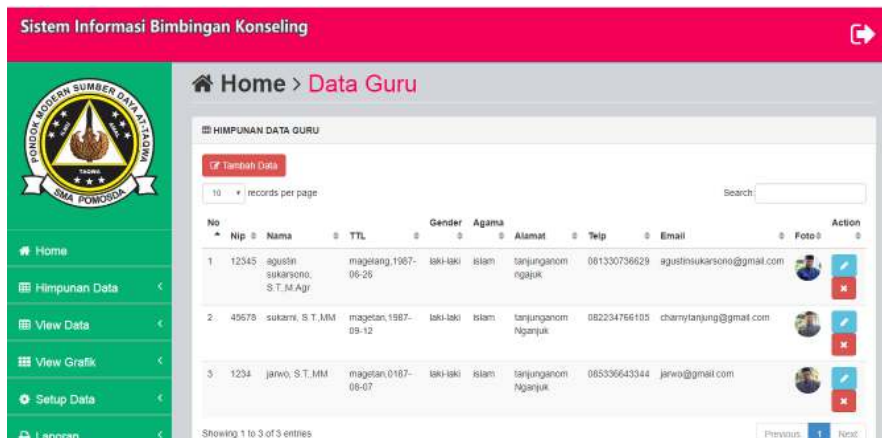 Sistem Informasi Bimbingan Konseling
Home > Data Guru
PONDOK MODERN SUMBER DAYA AT-TAQWA
ILMU
TAQWA
SMA POMOSDA
HIMPUNAN DATA GURU
Tambah Data
10 records per page
Search:
No Nip Nama TTL Gender Agama Alamat Telp Email Foto Action
1 12345 agustin magelang,1987- laki-laki islam tanjunganom 081330736629 agustinsukarsono@gmail.com
sukarsono, 06-26 ngajuk
S.T.,M.Agr
2 45678 sukarni, S.T.,MM magetan,1987- laki-laki islam tanjunganom 082234766105 charnytanjung@gmail.com
09-12 Nganjuk
3 1234 jarwo, S.T.,MM magetan,0187- laki-laki islam tanjunganom 085336643344 jarwo@gmail.com
08-07 Nganjuk
Showing 1 to 3 of 3 entries
Previous 1 Next
Home
Himpunan Data
View Data
View Grafik
Setup Data
Laporan